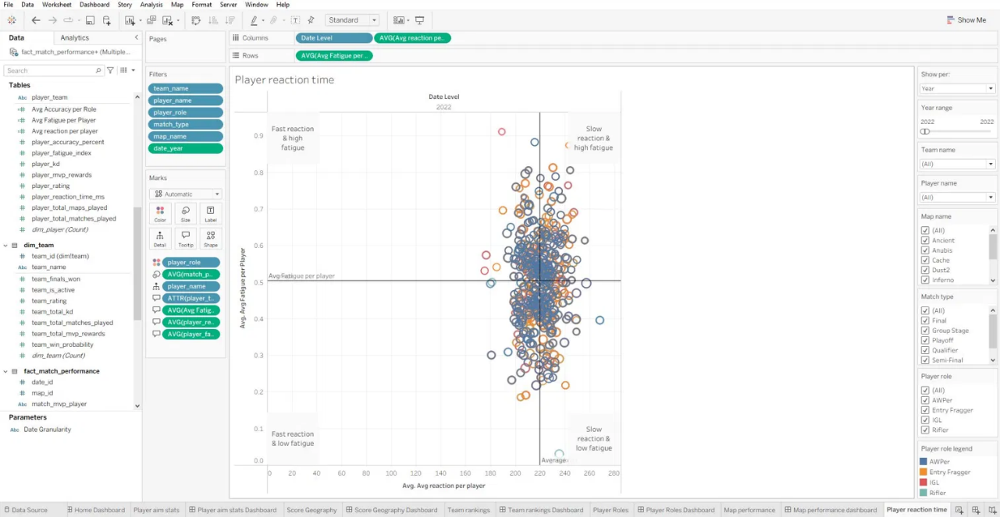 File Data Worksheet Dashboard Story Analysis Map Format Server Window Help
Standard
Show Me
Data Analytics
fact_match_performance+ (Multiple...
Search
Tables
Abc player_team
Avg Accuracy per Role
Avg Fatigue per Player
Avg reaction per player
player_accuracy_percent
player_fatigue_index
player_kd
player_mvp_rewards
player_rating
player_reaction_time_ms
player_total_maps_played
player_total_matches_played
dim_player (Count)
dim_team
team_id (dim!team)
Abc team_name
team_finals_won
team_is_active
team_rating
team_total_kd
team_total_matches_played
team_total_mvp_rewards
team_win_probability
dim_team (Count)
fact_match_performance
date_id
map_id
Abc match_mvp_player
Parameters
Abc Date Granularity
Pages
Filters
team_name
player_name
player_role
match_type
map_name
date_year
Marks
Automatic
Color Size Label
Detail Tooltip Shape
player_role
AVG(match_p..
player_name
ATTR(player_t..
AVG(Avg Fatig..
AVG(player_re..
AVG(player_fa..
Columns Date Level AVG(Avg reaction pe..
Rows AVG(Avg Fatigue per ..
Player reaction time
Date Level
2022
Fast reaction
& high
fatigue
Slow
reaction &
high fatigue
0.9
0.8
0.7
0.6
0.5
0.4
0.3
0.2
0.1
0.0
Avg. Avg Fatigue per Player
Fast reaction
& low fatigue
Slow
reaction &
low fatigue
Average
0 20 40 60 80 100 120 140 160 180 200 220 240 260 280
Avg. Avg reaction per player
Show per:
Year
Year range
2022 2022
Team name
(All)
Player name
(All)
Map name
(All)
Ancient
Anubis
Cache
Dust2
Inferno
Match type
(All)
Final
Group Stage
Playoff
Qualifier
Semi-Final
Player role
(All)
AWPer
Entry Fragger
IGL
Rifler
Player role legend
AWPer
Entry Fragger
IGL
Rifler
Data Source Home Dashboard Player aim stats Player aim stats Dashboard Score Geography Score Geography Dashboard Team rankings Team rankings Dashboard Player Roles Player Roles Dashboard Map performance Map performance dashboard Player reaction time